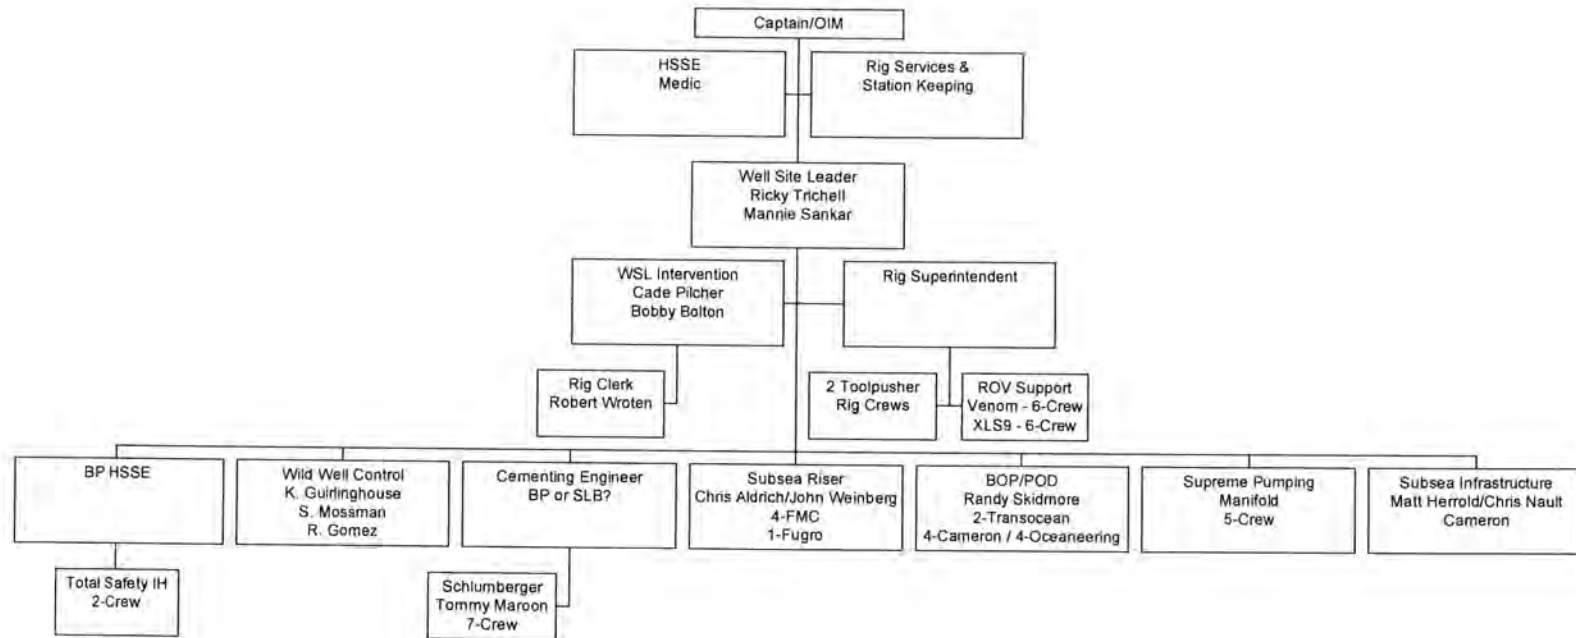 Captain/OIM
HSSE
Medic
Rig Services &
Station Keeping
Well Site Leader
Ricky Trichell
Mannie Sankar
WSL Intervention
Cade Pilcher
Bobby Bolton
Rig Superintendent
Rig Clerk
Robert Wroten
2 Toolpusher
Rig Crews
ROV Support
Venom - 6-Crew
XLS9 - 6-Crew
BP HSSE
Wild Well Control
K. Guirlinghouse
S. Mossman
R. Gomez
Cementing Engineer
BP or SLB?
Subsea Riser
Chris Aldrich/John Weinberg
4-FMC
1-Fugro
BOP/POD
Randy Skidmore
2-Transocean
4-Cameron / 4-Oceaneering
Supreme Pumping
Manifold
5-Crew
Subsea Infrastructure
Matt Herrold/Chris Nault
Cameron
Total Safety IH
2-Crew
Schlumberger
Tommy Maroon
7-Crew